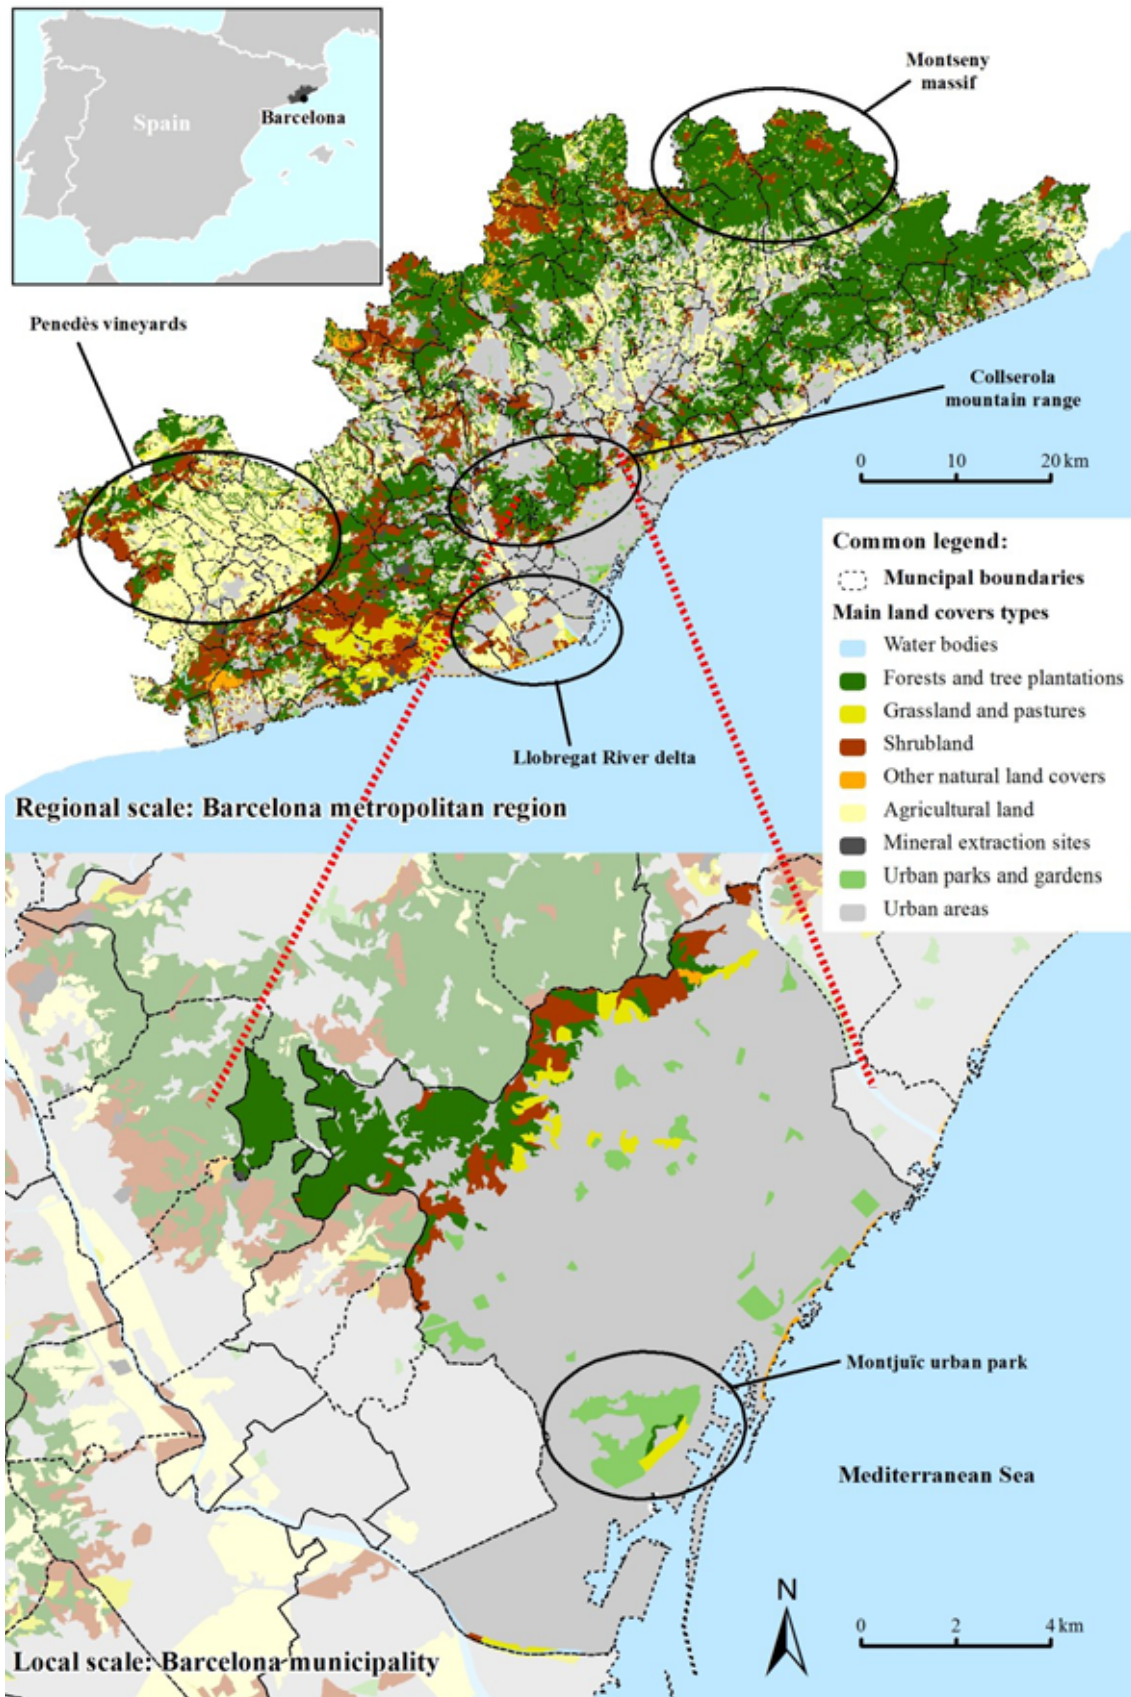 Spain
Barcelona
Montseny
massif
Penedès vineyards
Collserola
mountain range
0 10 20 km
Llobregat River delta
Regional scale: Barcelona metropolitan region
Common legend:
Muncipal boundaries
Main land covers types
Water bodies
Forests and tree plantations
Grassland and pastures
Shrubland
Other natural land covers
Agricultural land
Mineral extraction sites
Urban parks and gardens
Urban areas
Montjuïc urban park
Mediterranean Sea
N
0 2 4 km
Local scale: Barcelona municipality